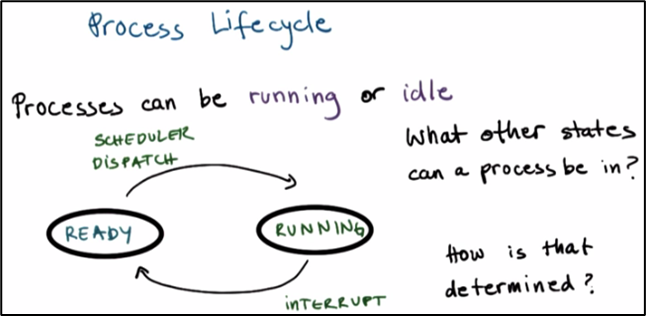 Process Lifecycle
Processes can be running or idle
SCHEDULER
DISPATCH
What other states
can a process be in?
READY
RUNNING
How is that
determined?
INTERRUPT